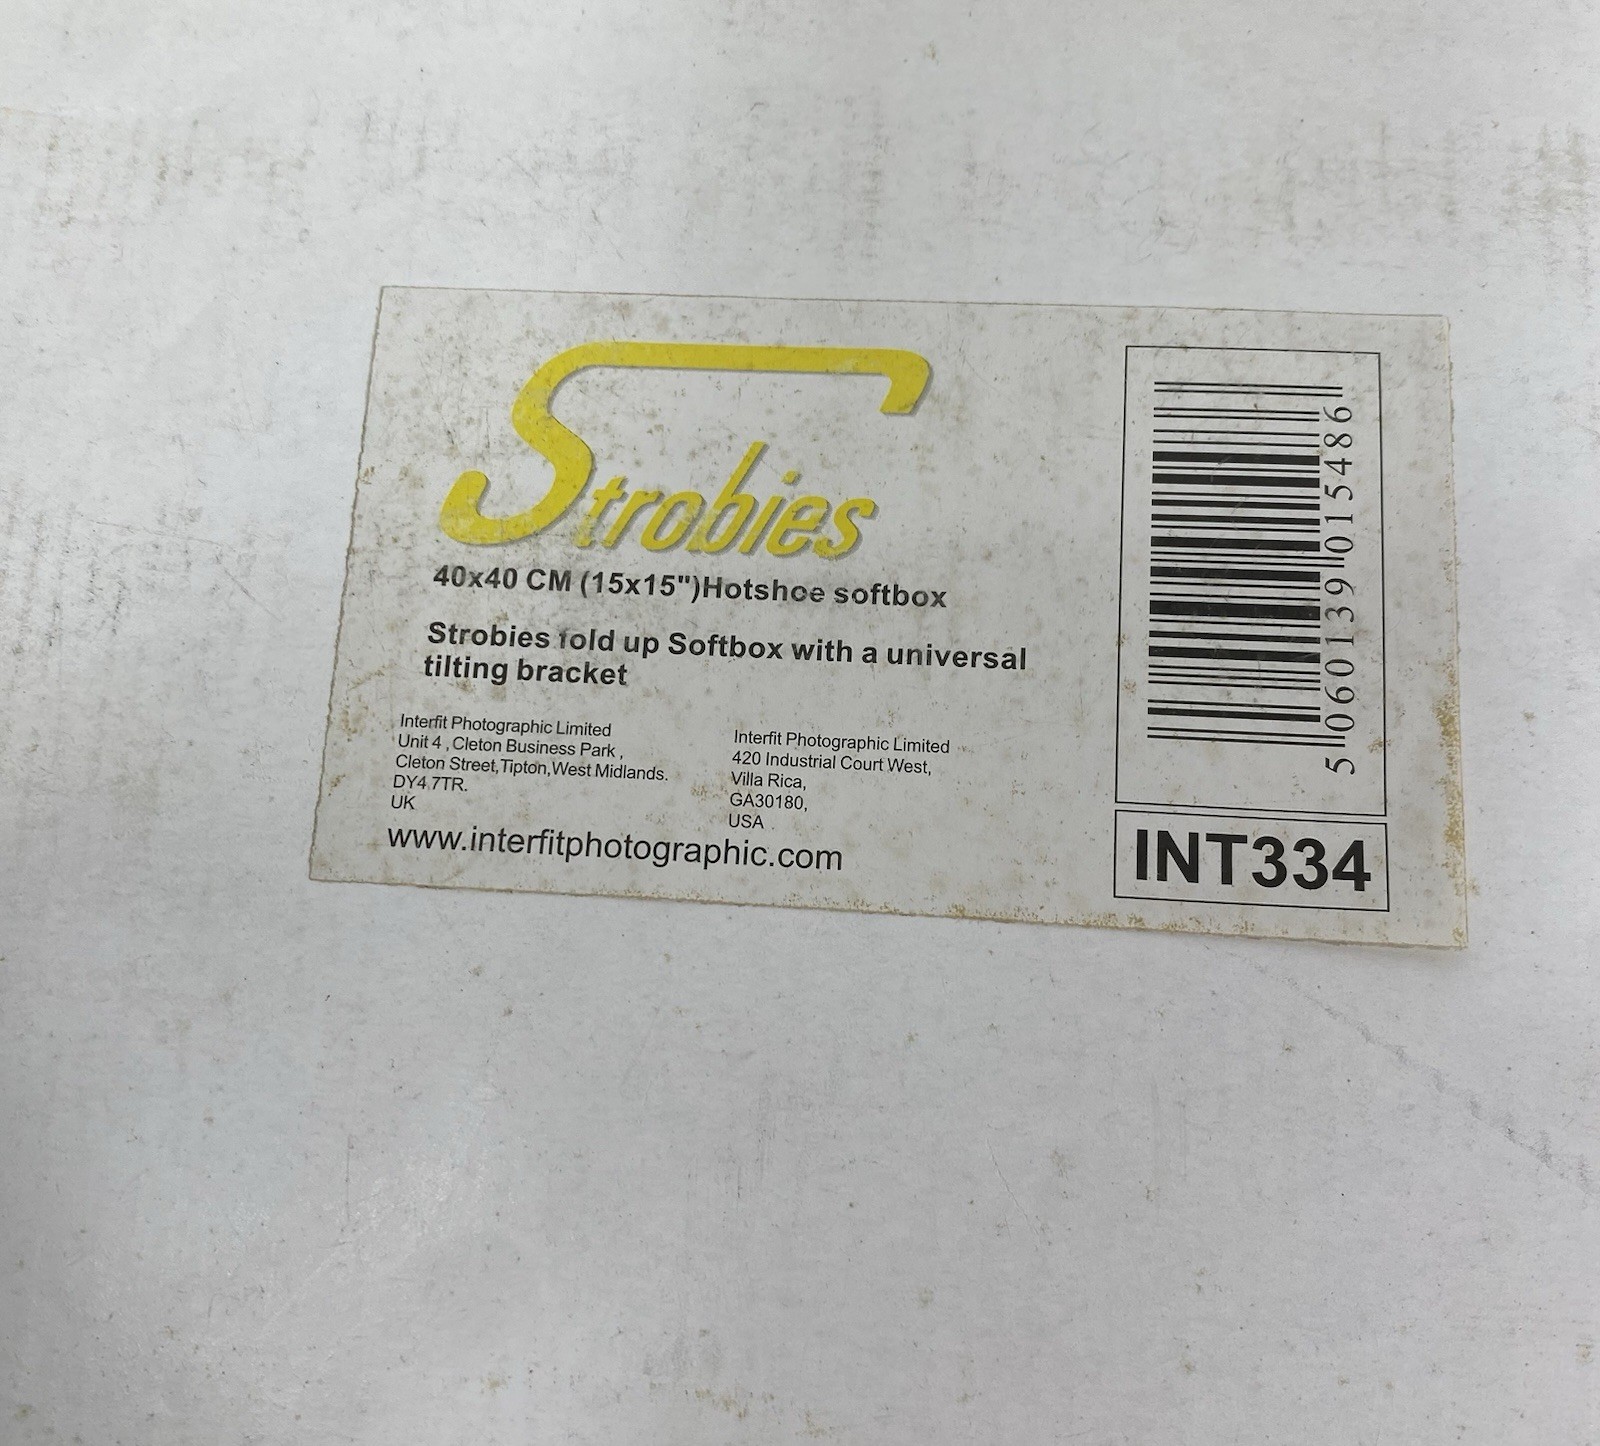 Strobies
40x40 CM (15x15")Hotshoe softbox
Strobies fold up Softbox with a universal
tilting bracket
Interfit Photographic Limited
Unit 4 , Cleton Business Park ,
Cleton Street,Tipton,West Midlands.
DY4 7TR.
UK
Interfit Photographic Limited
420 Industrial Court West,
Villa Rica,
GA30180,
USA
www.interfitphotographic.com
5 060139 015486
INT334